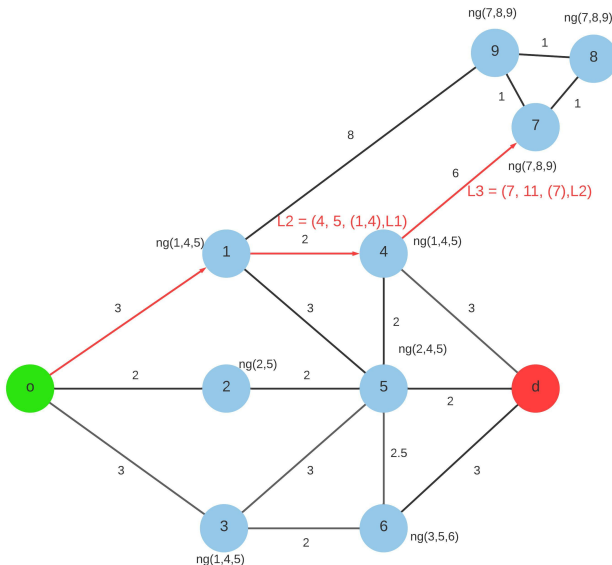 ng(7,8,9)
ng(7,8,9)
9
1
8
1
1
7
8
ng(7,8,9)
6
L3 = (7, 11, (7),L2)
L2 = (4, 5, (1,4),L1)
ng(1,4,5)
1
2
4
ng(1,4,5)
3
3
2
3
ng(2,5)
ng(2,4,5)
o
2
2
2
5
2
d
3
3
2.5
3
3
2
6
ng(3,5,6)
ng(1,4,5)